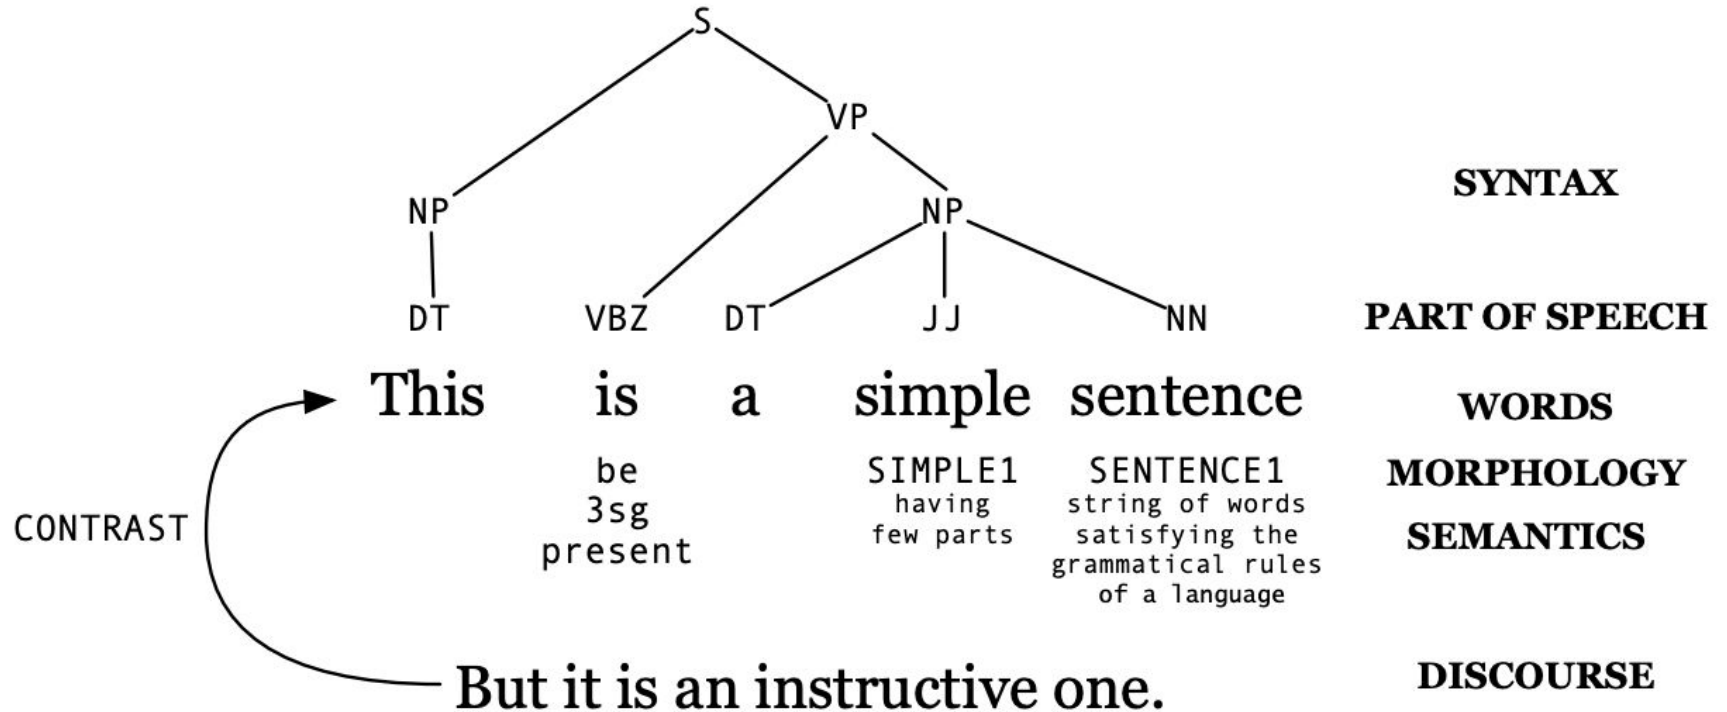 S
VP
SYNTAX
NP NP
DT VBZ DT JJ NN PART OF SPEECH
This is a simple sentence WORDS
be SIMPLE1 SENTENCE1 MORPHOLOGY
3sg having string of words
CONTRAST present few parts satisfying the SEMANTICS
grammatical rules
of a language
But it is an instructive one. DISCOURSE